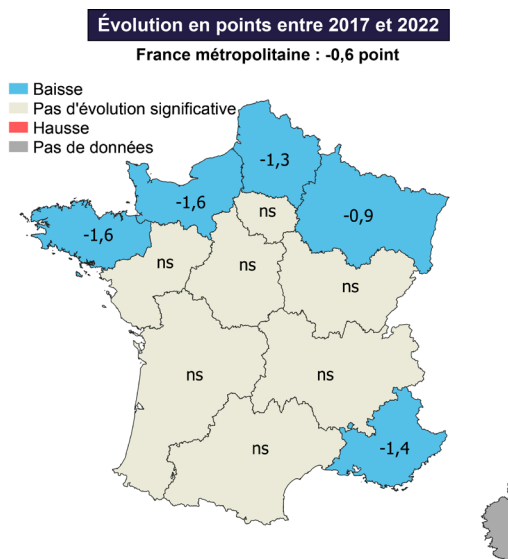 Évolution en points entre 2017 et 2022
France métropolitaine : -0,6 point
Baisse
Pas d'évolution significative
Hausse
Pas de données
-1,3
-1,6
ns
-0,9
-1,6
ns
ns
ns
ns
ns
ns
-1,4